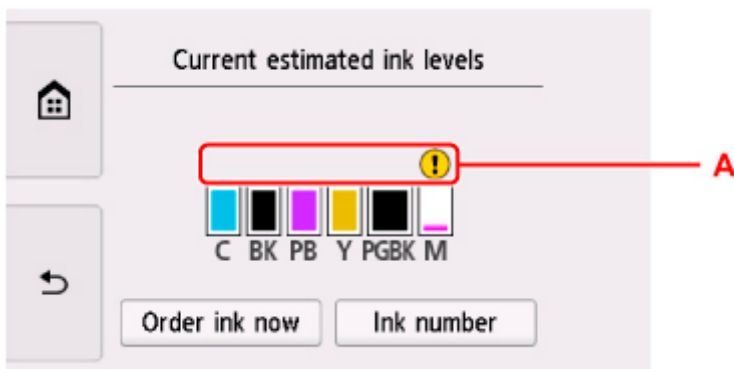 Current estimated ink levels
!
A
C BK PB Y PGBK M
Order ink now Ink number